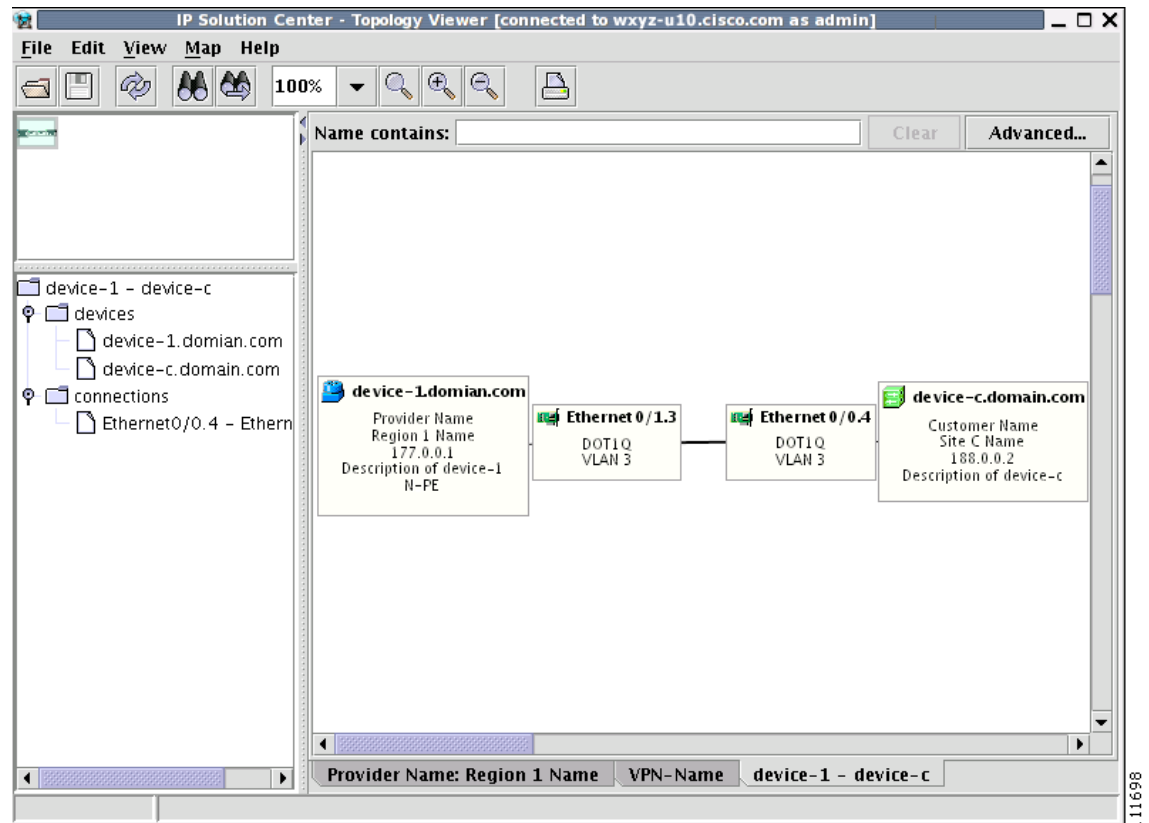 IP Solution Center - Topology Viewer [connected to wxyz-u10.cisco.com as admin]
File Edit View Map Help
100%
Name contains:
Clear
Advanced...
device-1 - device-c
devices
device-1.domian.com
device-c.domain.com
connections
Ethernet0/0.4 - Ethern
device-1.domian.com
Provider Name
Region 1 Name
177.0.0.1
Description of device-1
N-PE
Ethernet0/1.3
DOT1Q
VLAN 3
Ethernet0/0.4
DOT1Q
VLAN 3
device-c.domain.com
Customer Name
Site C Name
188.0.0.2
Description of device-c
Provider Name: Region 1 Name
VPN-Name
device-1 - device-c
111698